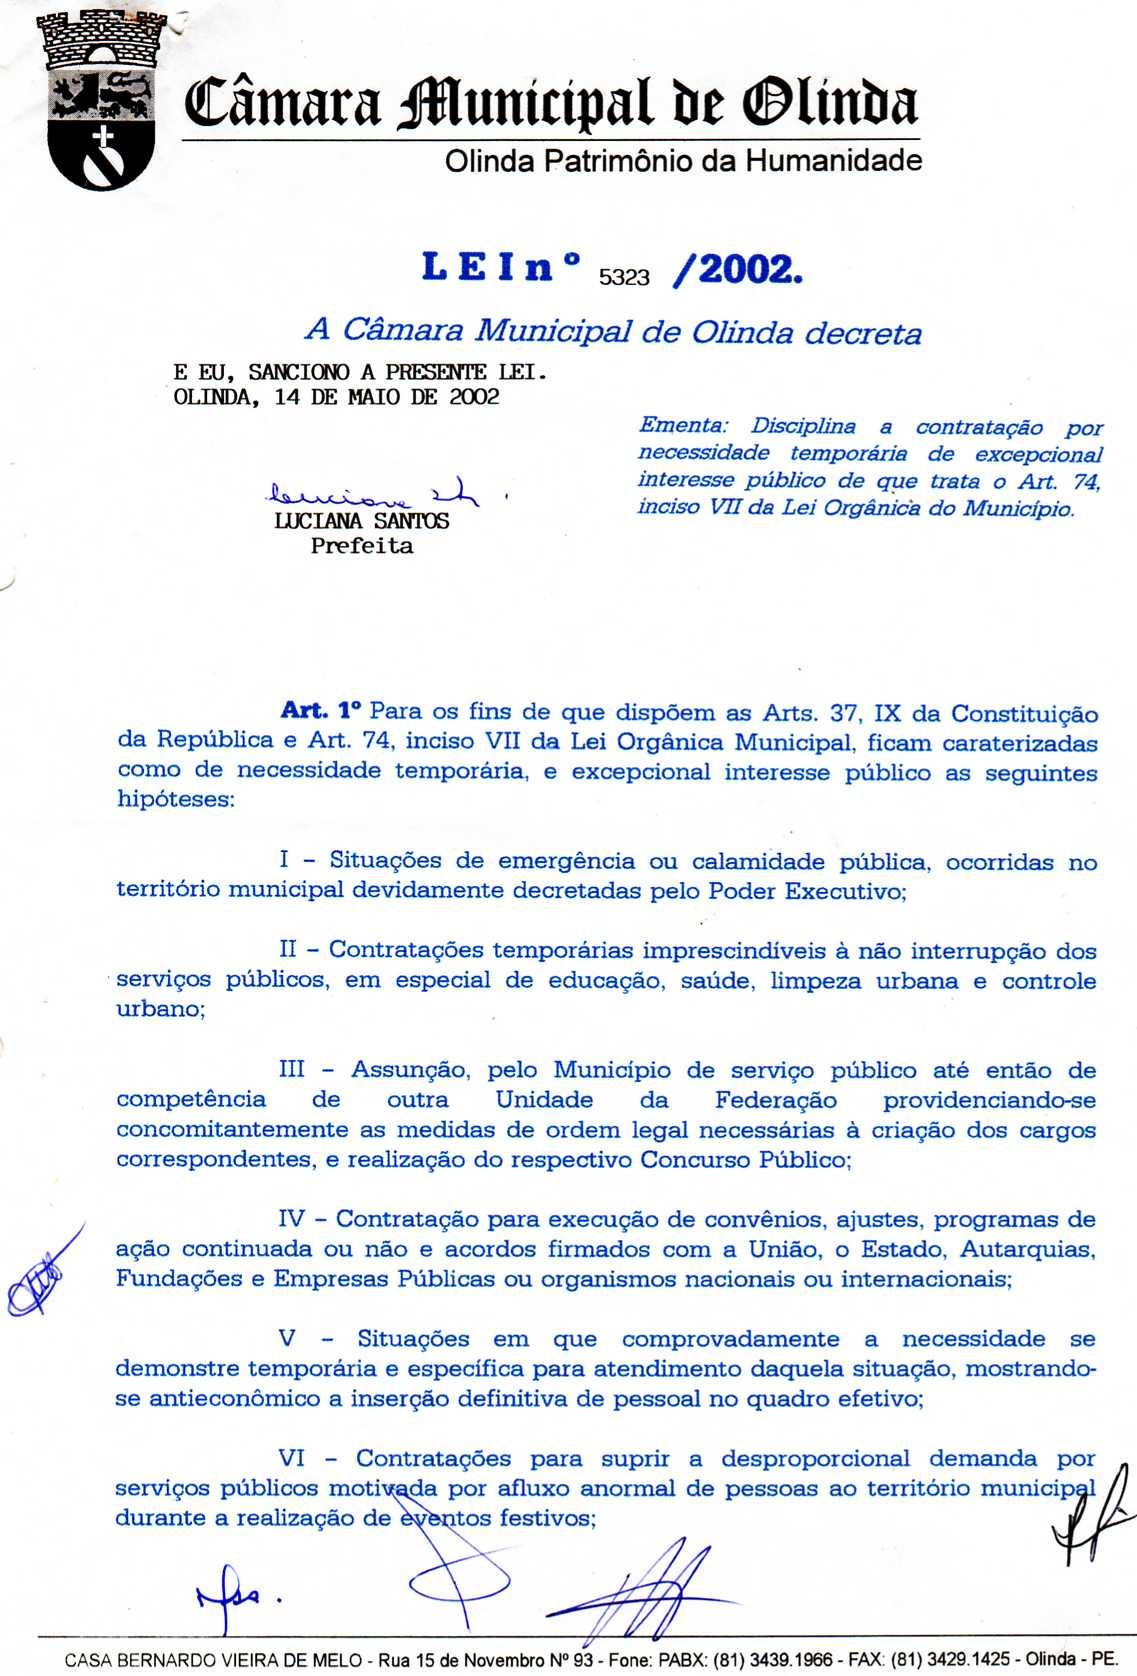 Câmara Municipal de Olinda
Olinda Patrimônio da Humanidade
LEI nº 5323 /2002.
A Câmara Municipal de Olinda decreta
E EU, SANCIONO A PRESENTE LEI.
OLINDA, 14 DE MAIO DE 2002
Ementa: Disciplina a contratação por
necessidade temporária de excepcional
interesse público de que trata o Art. 74,
inciso VII da Lei Orgânica do Município.
LUCIANA SANTOS
Prefeita
Art. 1º Para os fins de que dispõem as Arts. 37, IX da Constituição
da República e Art. 74, inciso VII da Lei Orgânica Municipal, ficam caraterizadas
como de necessidade temporária, e excepcional interesse público as seguintes
hipóteses:
I – Situações de emergência ou calamidade pública, ocorridas no
território municipal devidamente decretadas pelo Poder Executivo;
II – Contratações temporárias imprescindíveis à não interrupção dos
serviços públicos, em especial de educação, saúde, limpeza urbana e controle
urbano;
III – Assunção, pelo Município de serviço público até então de
competência de outra Unidade da Federação providenciando-se
concomitantemente as medidas de ordem legal necessárias à criação dos cargos
correspondentes, e realização do respectivo Concurso Público;
IV – Contratação para execução de convênios, ajustes, programas de
ação continuada ou não e acordos firmados com a União, o Estado, Autarquias,
Fundações e Empresas Públicas ou organismos nacionais ou internacionais;
V – Situações em que comprovadamente a necessidade se
demonstre temporária e específica para atendimento daquela situação, mostrando-
se antieconômico a inserção definitiva de pessoal no quadro efetivo;
VI – Contratações para suprir a desproporcional demanda por
serviços públicos motivada por afluxo anormal de pessoas ao território municipal
durante a realização de eventos festivos;
CASA BERNARDO VIEIRA DE MELO - Rua 15 de Novembro Nº 93 - Fone: PABX: (81) 3439.1966 - FAX: (81) 3429.1425 - Olinda - PE.